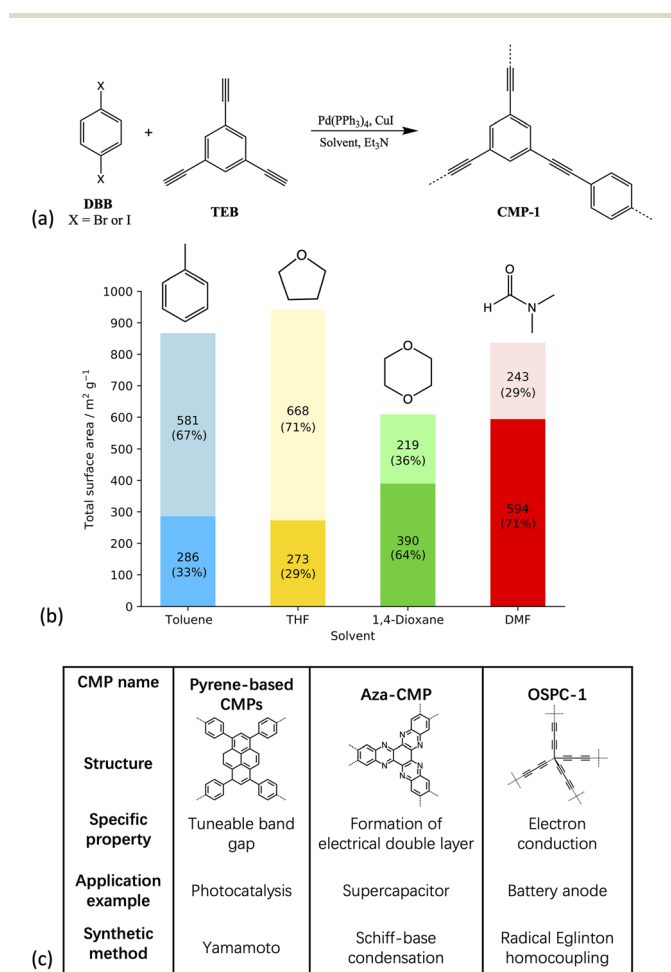 X
X
DBB
X = Br or I
+
TEB
Pd(PPh3)4, CuI
Solvent, Et3N
CMP-1
(a)
Total surface area / m² g⁻¹
1000
900
800
700
600
500
400
300
200
100
0
581
(67%)
286
(33%)
O
668
(71%)
273
(29%)
O
O
219
(36%)
390
(64%)
O
H
N
243
(29%)
594
(71%)
Toluene
THF
1,4-Dioxane
DMF
Solvent
(b)
CMP name
Pyrene-based
CMPs
Aza-CMP
OSPC-1
Structure
N
N
N
N
N
N
Specific
property
Tuneable band
gap
Formation of
electrical double layer
Electron
conduction
Application
example
Photocatalysis
Supercapacitor
Battery anode
Synthetic
method
Yamamoto
Schiff-base
condensation
Radical Eglinton
homocoupling
(c)